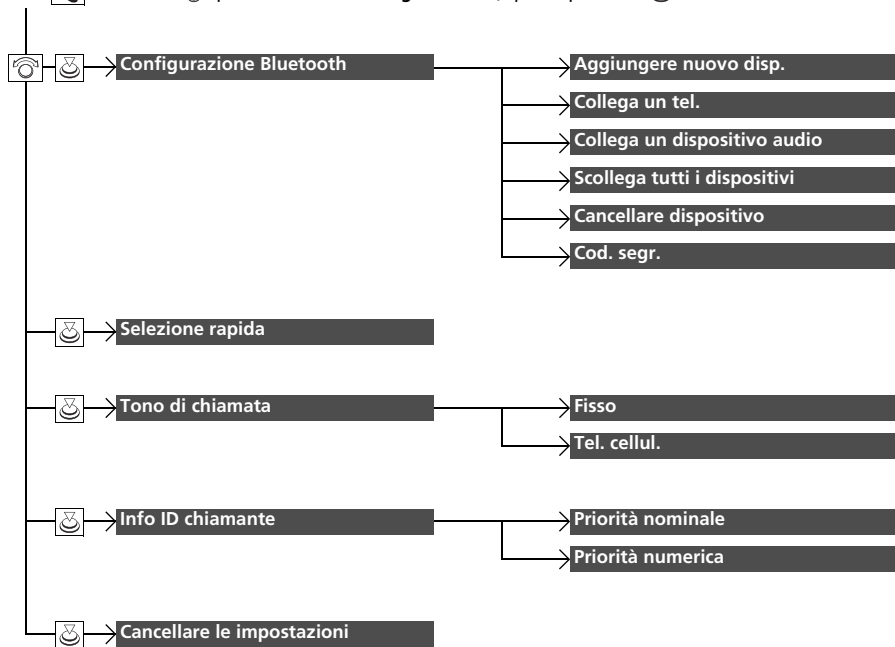 Configurazione Bluetooth
Aggiungere nuovo disp.
Collega un tel.
Collega un dispositivo audio
Scollega tutti i dispositivi
Cancellare dispositivo
Cod. segr.
Selezione rapida
Tono di chiamata
Fisso
Tel. cellul.
Info ID chiamante
Priorità nominale
Priorità numerica
Cancellare le impostazioni